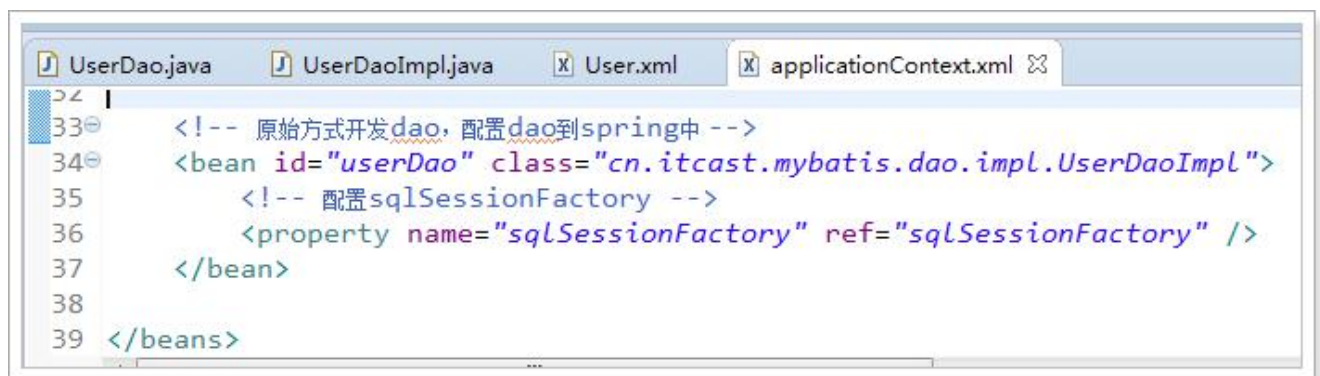 UserDao.java UserDaoImpl.java User.xml applicationContext.xml
32
33 <!-- 原始方式开发dao，配置dao到spring中 -->
34 <bean id="userDao" class="cn.itcast.mybatis.dao.impl.UserDaoImpl">
35 <!-- 配置sqlSessionFactory -->
36 <property name="sqlSessionFactory" ref="sqlSessionFactory" />
37 </bean>
38
39 </beans>